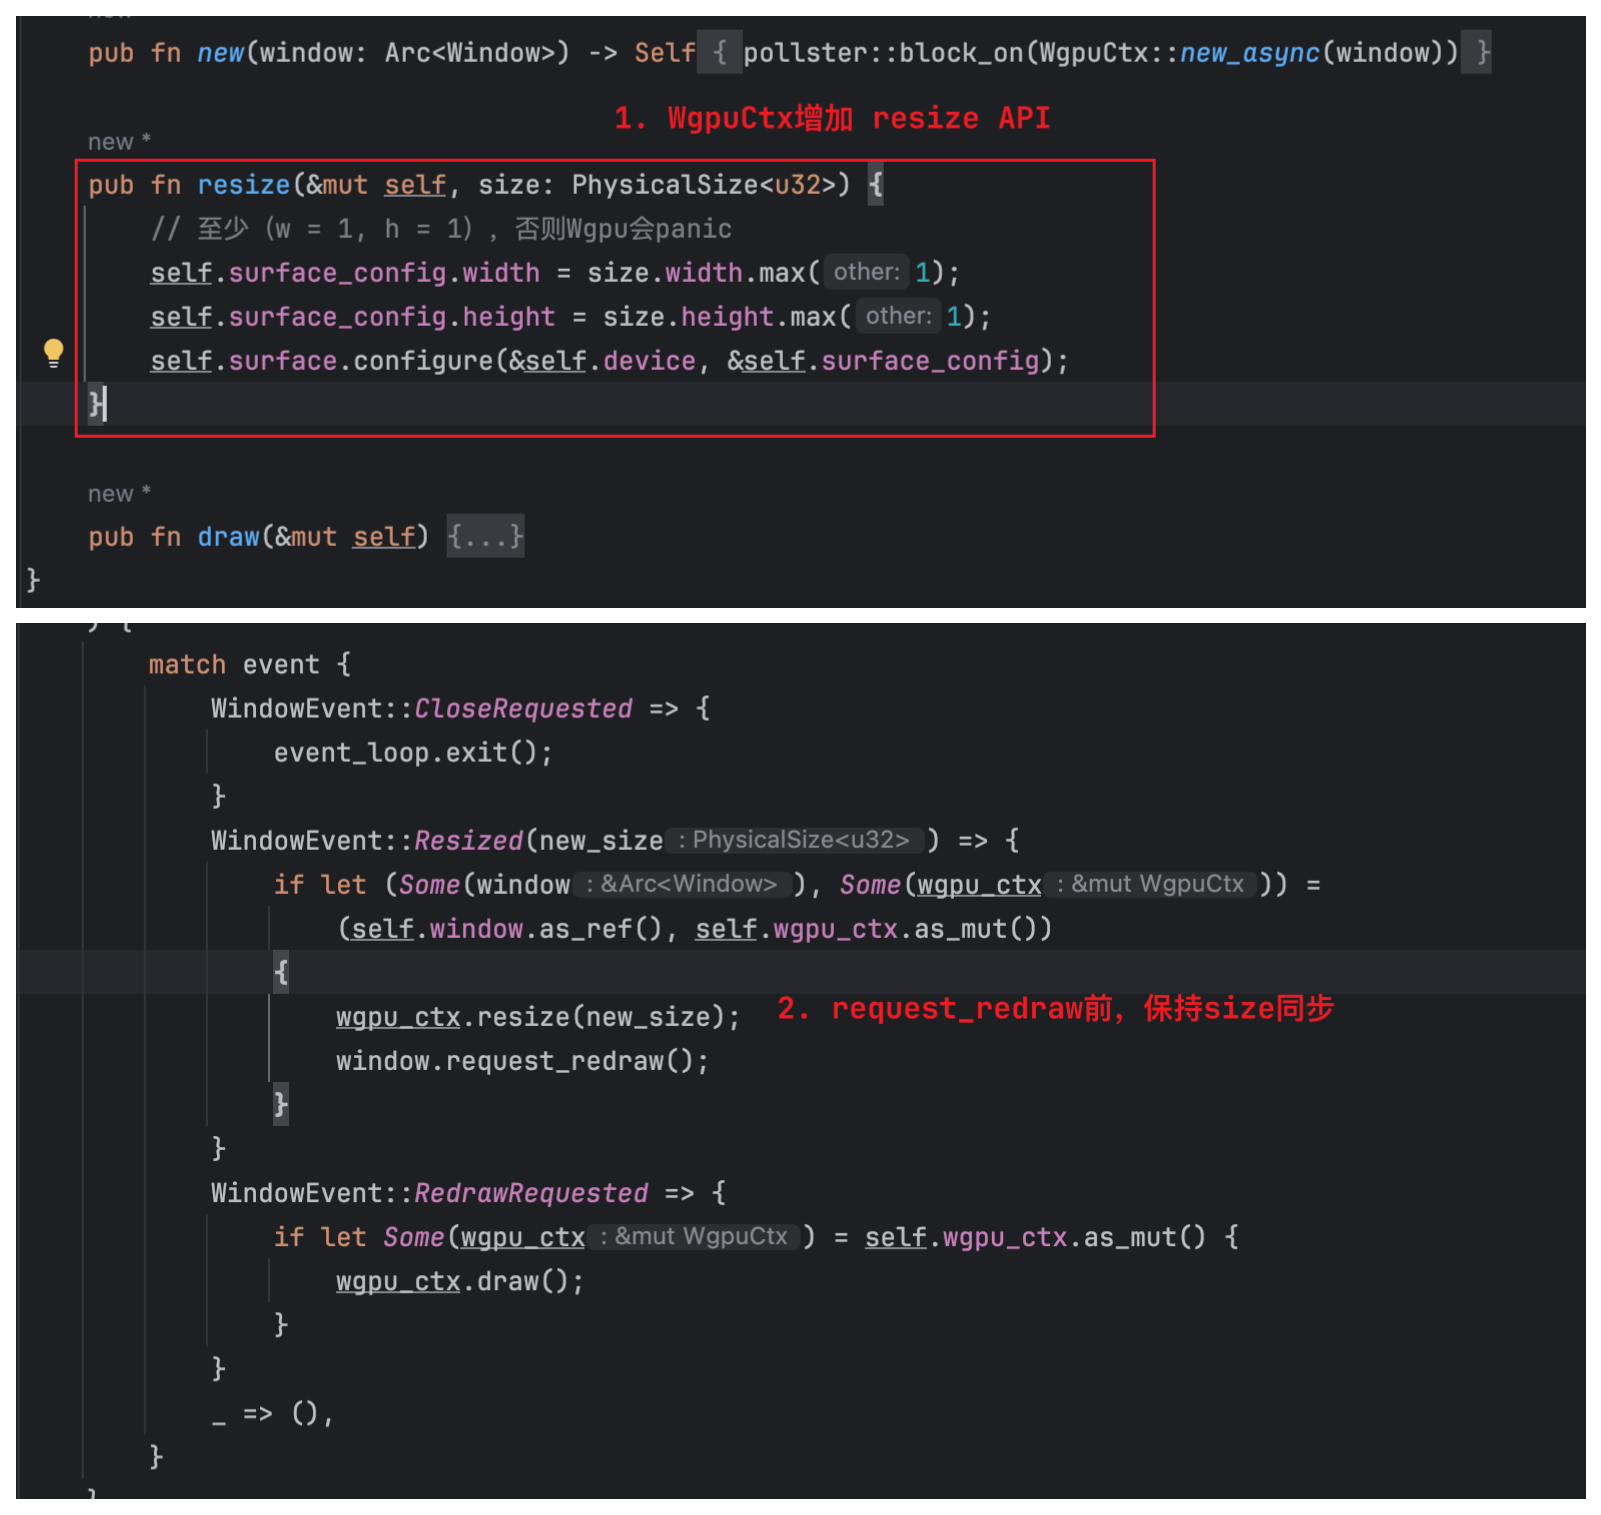 pub fn new(window: Arc<Window>) -> Self { pollster::block_on(WgpuCtx::new_async(window)) }
1. WgpuCtx增加 resize API
new *
pub fn resize(&mut self, size: PhysicalSize<u32>) {
// 至少（w = 1, h = 1），否则Wgpu会panic
self.surface_config.width = size.width.max( other: 1);
self.surface_config.height = size.height.max( other: 1);
self.surface.configure(&self.device, &self.surface_config);
}
new *
pub fn draw(&mut self) {...}
}
match event {
WindowEvent::CloseRequested => {
event_loop.exit();
}
WindowEvent::Resized(new_size : PhysicalSize<u32> ) => {
if let (Some(window : &Arc<Window> ), Some(wgpu_ctx : &mut WgpuCtx )) =
(self.window.as_ref(), self.wgpu_ctx.as_mut())
{
wgpu_ctx.resize(new_size); 2. request_redraw前，保持size同步
window.request_redraw();
}
}
WindowEvent::RedrawRequested => {
if let Some(wgpu_ctx : &mut WgpuCtx ) = self.wgpu_ctx.as_mut() {
wgpu_ctx.draw();
}
}
_ => (),
}